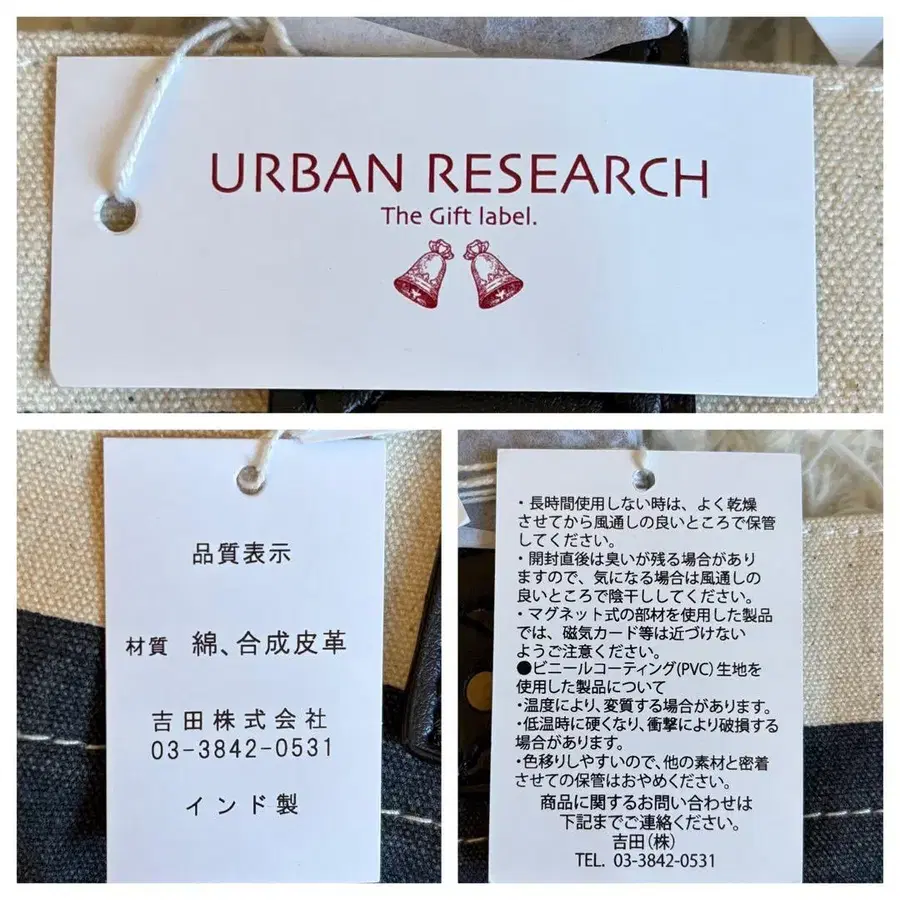 URBAN RESEARCH
The Gift label.
品質表示
材質 綿、合成皮革
吉田株式会社
03-3842-0531
インド製
・長時間使用しない時は、よく乾燥
させてから風通しの良いところで保管
してください。
・開封直後は臭いが残る場合があり
ますので、気になる場合は風通しの
良いところで陰干ししてください。
・マグネット式の部材を使用した製品
では、磁気カード等は近づけない
ようご注意ください。
●ビニールコーティング(PVC)生地を
使用した製品について
・温度により、変質する場合があります。
・低温時に硬くなり、衝撃により破損する
場合があります。
・色移りしやすいので、他の素材と密着
させての保管はおやめください。
商品に関するお問い合わせは
下記までご連絡ください。
吉田(株)
TEL. 03-3842-0531